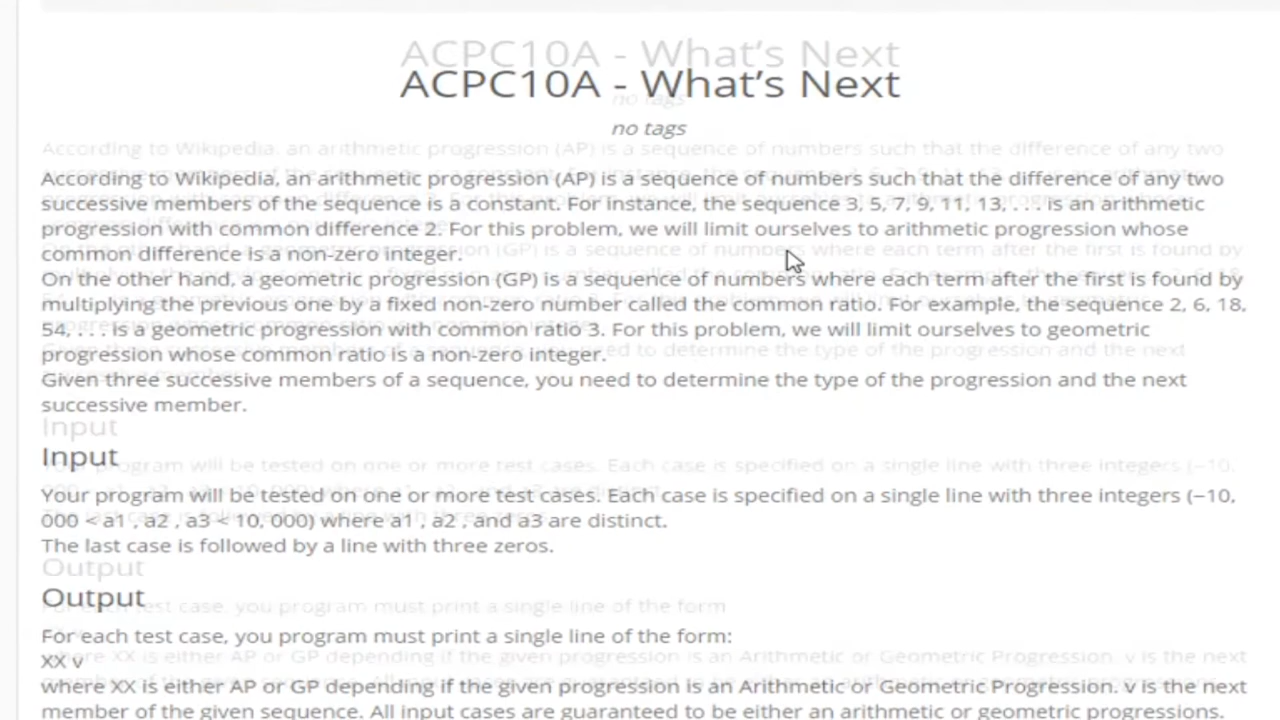 ACPC10A - What's Next
no tags
According to Wikipedia, an arithmetic progression (AP) is a sequence of numbers such that the difference of any two
successive members of the sequence is a constant. For instance, the sequence 3, 5, 7, 9, 11, 13, . . . is an arithmetic
progression with common difference 2. For this problem, we will limit ourselves to arithmetic progression whose
common difference is a non-zero integer.
On the other hand, a geometric progression (GP) is a sequence of numbers where each term after the first is found by
multiplying the previous one by a fixed non-zero number called the common ratio. For example, the sequence 2, 6, 18,
54, . . . is a geometric progression with common ratio 3. For this problem, we will limit ourselves to geometric
progression whose common ratio is a non-zero integer.
Given three successive members of a sequence, you need to determine the type of the progression and the next
successive member.
Input
Your program will be tested on one or more test cases. Each case is specified on a single line with three integers (−10,
000 < a1 , a2 , a3 < 10, 000) where a1 , a2 , and a3 are distinct.
The last case is followed by a line with three zeros.
Output
For each test case, you program must print a single line of the form:
XX v
where XX is either AP or GP depending if the given progression is an Arithmetic or Geometric Progression. v is the next
member of the given sequence. All input cases are guaranteed to be either an arithmetic or geometric progressions.